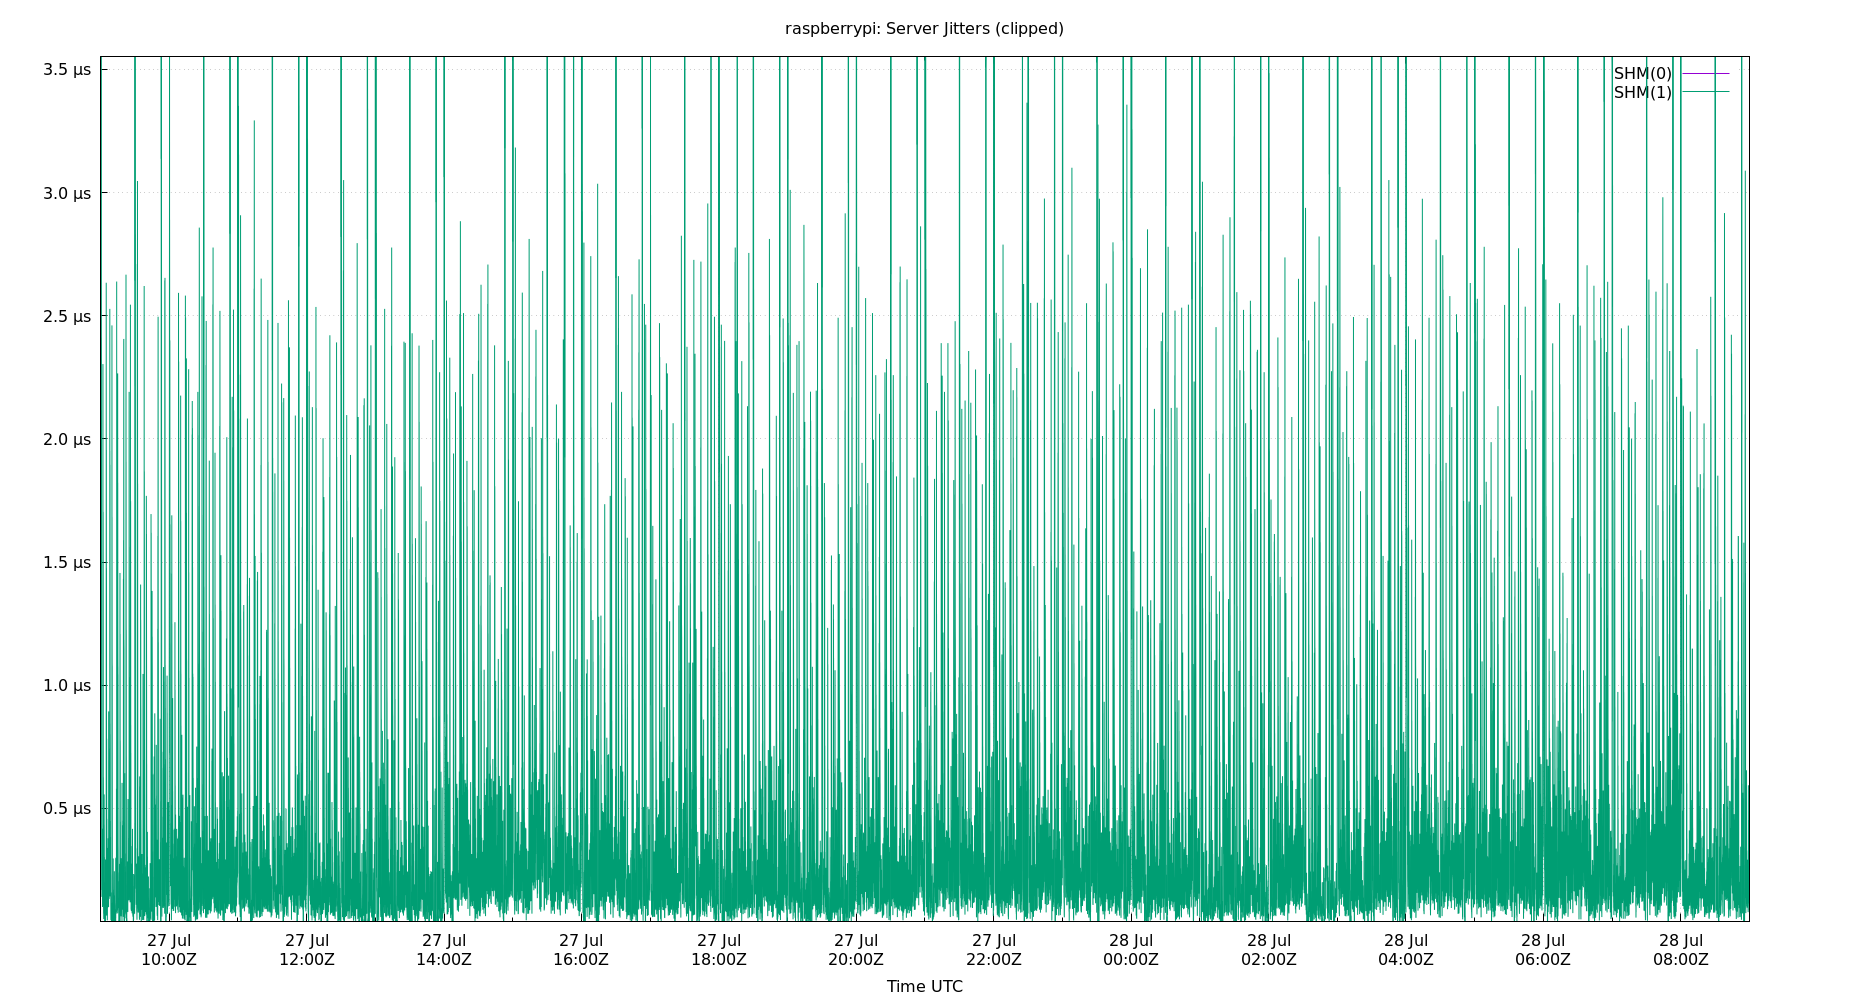 raspberrypi: Server Jitters (clipped)
3.5 µs
3.0 µs
2.5 µs
2.0 µs
1.5 µs
1.0 µs
0.5 µs
SHM(0)
SHM(1)
27 Jul 27 Jul 27 Jul 27 Jul 27 Jul 27 Jul 27 Jul 28 Jul 28 Jul 28 Jul 28 Jul 28 Jul
10:00Z 12:00Z 14:00Z 16:00Z 18:00Z 20:00Z 22:00Z 00:00Z 02:00Z 04:00Z 06:00Z 08:00Z
Time UTC